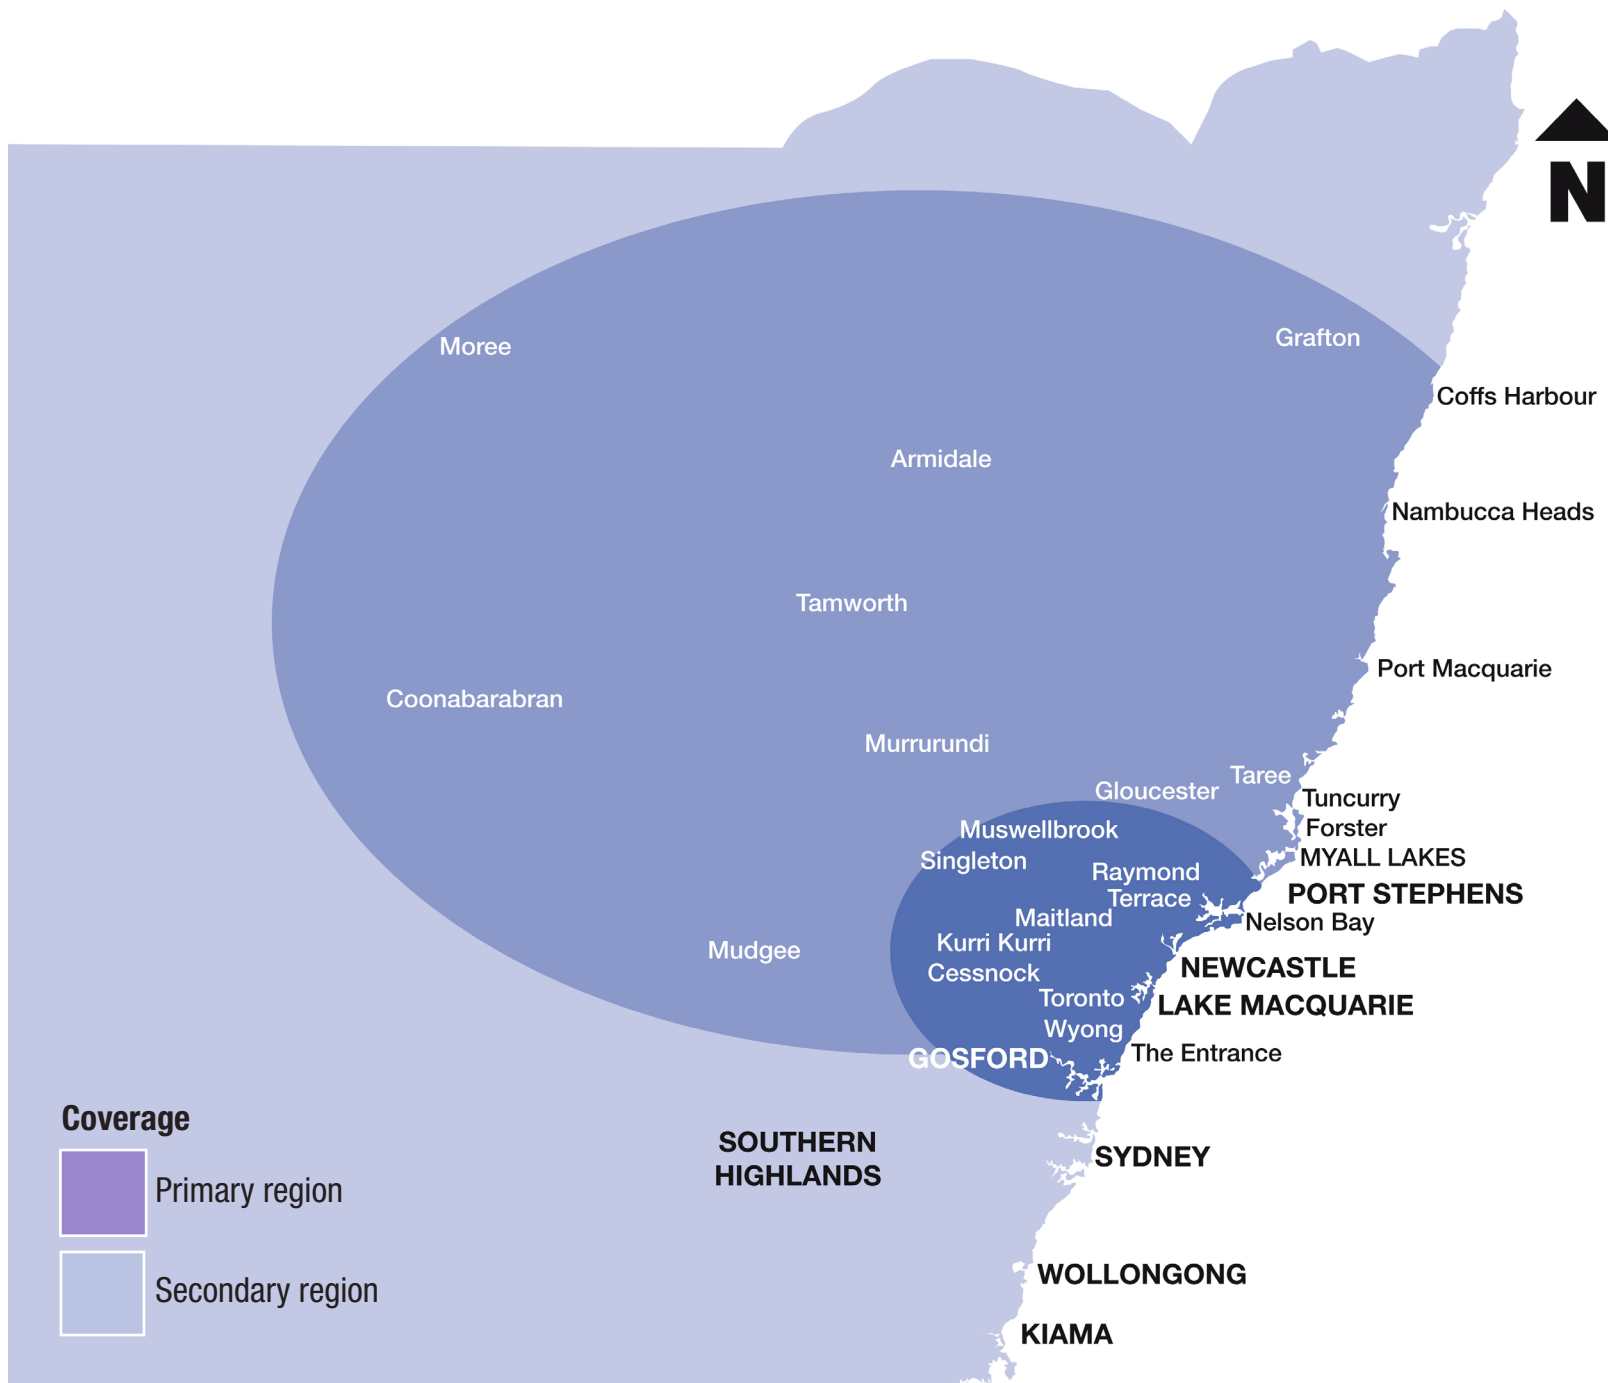 N
Moree
Grafton
Coffs Harbour
Armidale
Nambucca Heads
Tamworth
Port Macquarie
Coonabarabran
Murrurundi
Taree
Gloucester
Tuncurry
Forster
MYALL LAKES
Muswellbrook
Singleton
Raymond
Terrace
PORT STEPHENS
Maitland
Nelson Bay
Kurri Kurri
Mudgee
Cessnock
NEWCASTLE
Toronto
LAKE MACQUARIE
Wyong
GOSFORD
The Entrance
SOUTHERN
HIGHLANDS
SYDNEY
WOLLONGONG
KIAMA
Coverage
Primary region
Secondary region